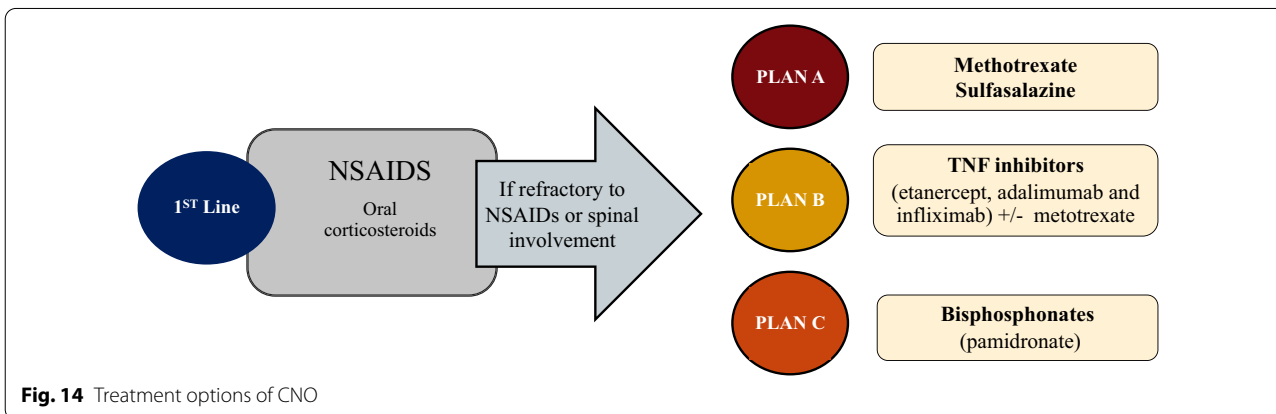 1ST Line
NSAIDS
Oral
corticosteroids
If refractory to
NSAIDs or spinal
involvement
PLAN A
Methotrexate
Sulfasalazine
PLAN B
TNF inhibitors
(etanercept, adalimumab and
infliximab) +/- metotrexate
PLAN C
Bisphosphonates
(pamidronate)
Fig. 14 Treatment options of CNO